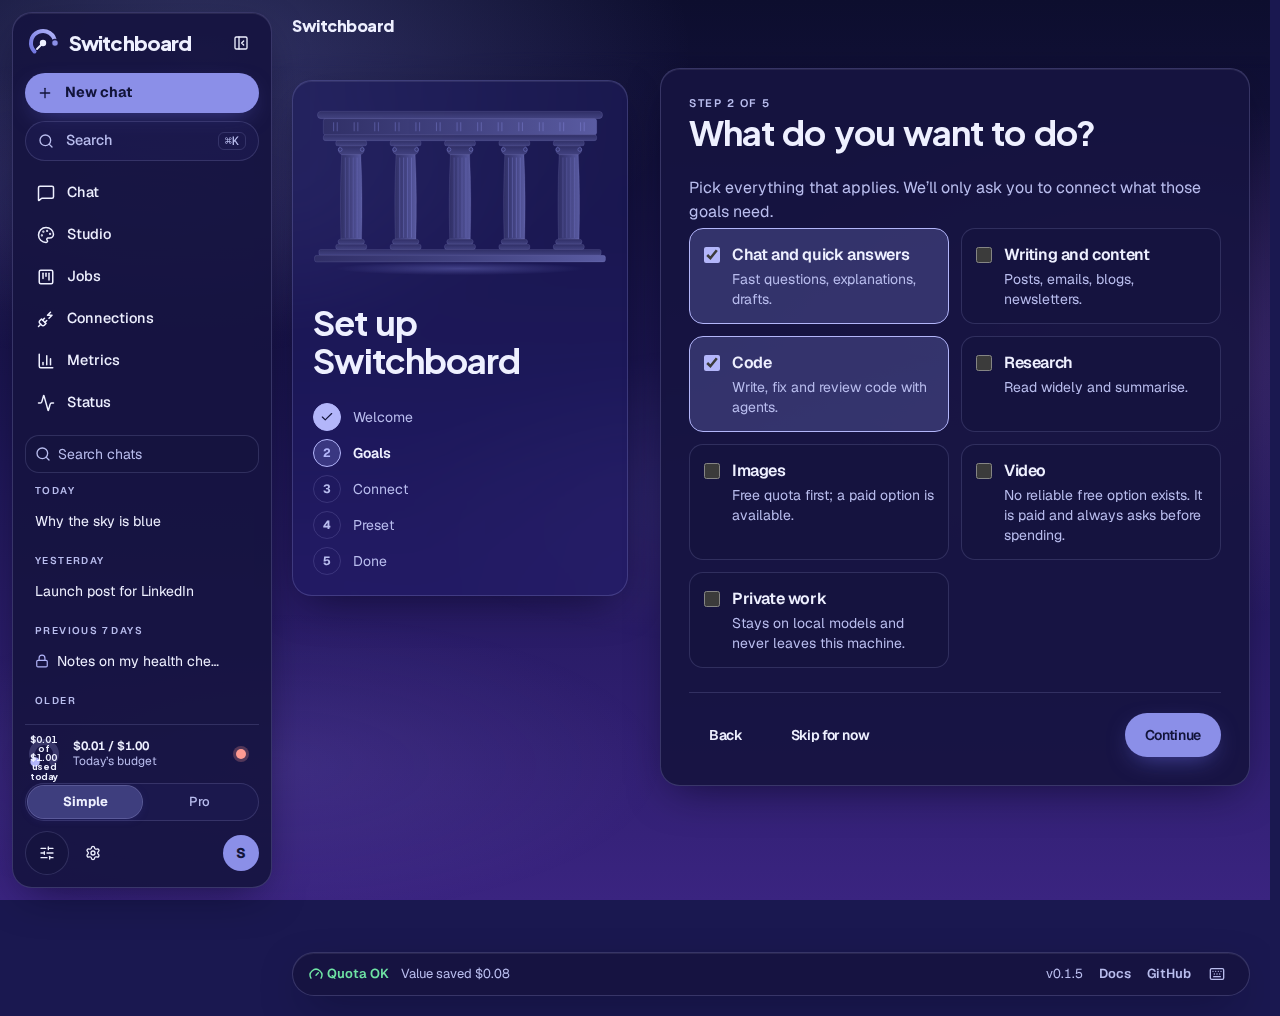 Switchboard
New chat
Search
⌘K
Chat
Studio
Jobs
Connections
Metrics
Status
Search chats
TODAY
Why the sky is blue
YESTERDAY
Launch post for LinkedIn
PREVIOUS 7 DAYS
Notes on my health che...
OLDER
$0.01
of
$1.00
used
today
$0.01 / $1.00
Today's budget
Simple
Pro
S
Switchboard
Set up
Switchboard
Welcome
2
Goals
3
Connect
4
Preset
5
Done
STEP 2 OF 5
What do you want to do?
Pick everything that applies. We'll only ask you to connect what those
goals need.
Chat and quick answers
Fast questions, explanations,
drafts.
Writing and content
Posts, emails, blogs,
newsletters.
Code
Write, fix and review code with
agents.
Research
Read widely and summarise.
Images
Free quota first; a paid option is
available.
Video
No reliable free option exists. It
is paid and always asks before
spending.
Private work
Stays on local models and
never leaves this machine.
Back
Skip for now
Continue
Quota OK
Value saved $0.08
v0.1.5
Docs
GitHub